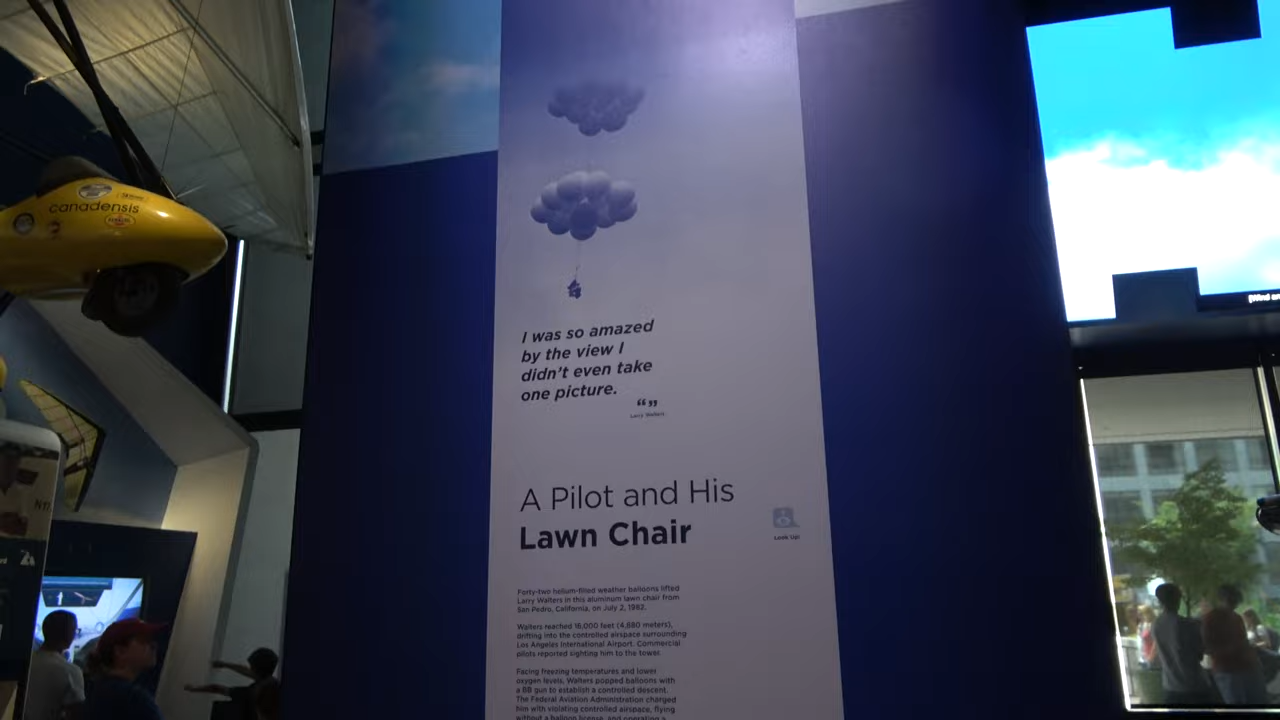 canadensis
I was so amazed
by the view I
didn't even take
one picture.
Larry Walters
A Pilot and His
Lawn Chair
Look Up!
Forty-two helium-filled weather balloons lifted
Larry Walters in this aluminum lawn chair from
San Pedro, California, on July 2, 1982.
Walters reached 16,000 feet (4,880 meters),
drifting into the controlled airspace surrounding
Los Angeles International Airport. Commercial
pilots reported sighting him to the tower.
Facing freezing temperatures and lower
oxygen levels, Walters popped balloons with
a BB gun to establish a controlled descent.
The Federal Aviation Administration charged
him with violating controlled airspace, flying
without a balloon license, and operating a